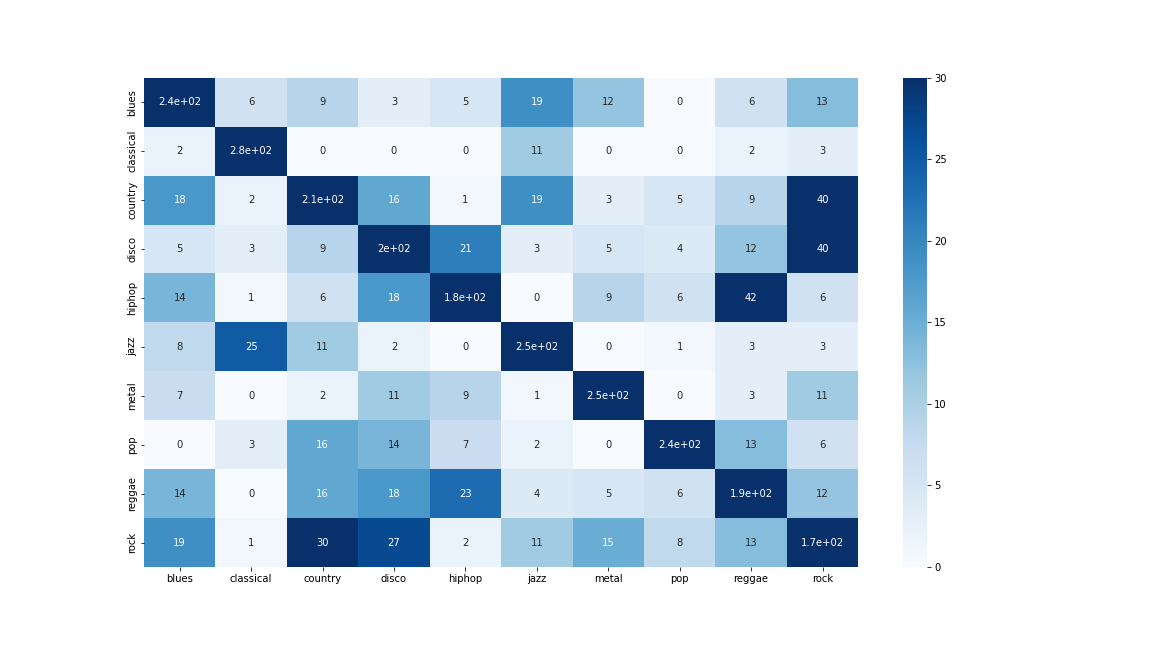 blues 2.4e+02 6 9 3 5 19 12 0 6 13
classical 2 2.8e+02 0 0 0 11 0 0 2 3
country 18 2 2.1e+02 16 1 19 3 5 9 40
disco 5 3 9 2e+02 21 3 5 4 12 40
hiphop 14 1 6 18 1.8e+02 0 9 6 42 6
jazz 8 25 11 2 0 2.5e+02 0 1 3 3
metal 7 0 2 11 9 1 2.5e+02 0 3 11
pop 0 3 16 14 7 2 0 2.4e+02 13 6
reggae 14 0 16 18 23 4 5 6 1.9e+02 12
rock 19 1 30 27 2 11 15 8 13 1.7e+02
blues classical country disco hiphop jazz metal pop reggae rock
30
25
20
15
10
5
0